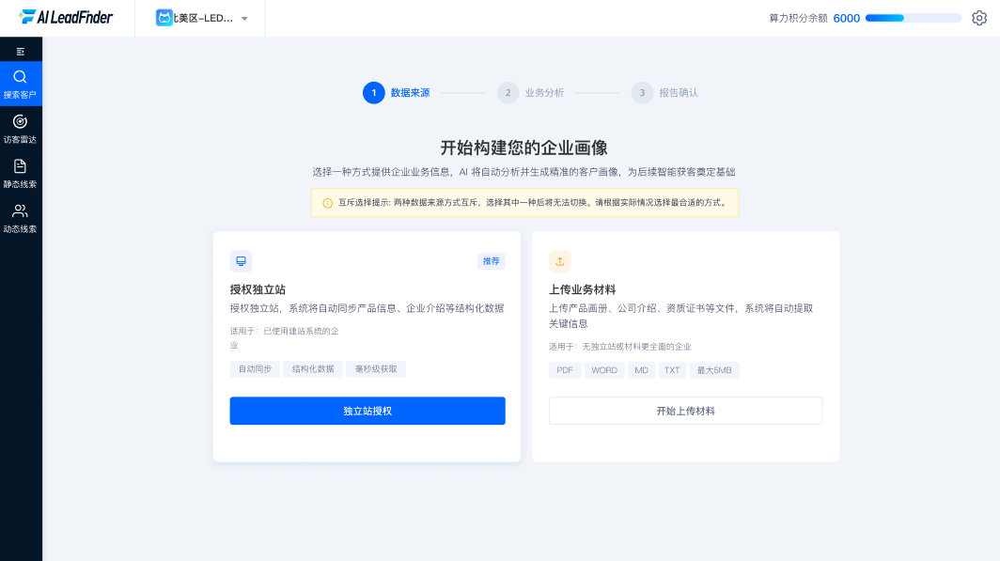 AI LeadFinder
北美区-LED...
算力积分余额 6000
搜索客户
访客雷达
静态线索
动态线索
1 数据来源
2 业务分析
3 报告确认
开始构建您的企业画像
选择一种方式提供企业业务信息，AI 将自动分析并生成精准的客户画像，为后续智能获客奠定基础
互斥选择提示: 两种数据来源方式互斥，选择其中一种后将无法切换。请根据实际情况选择最合适的方式。
推荐
授权独立站
授权独立站，系统将自动同步产品信息、企业介绍等结构化数据
适用于：已使用建站系统的企
业
自动同步 结构化数据 毫秒级获取
独立站授权
上传业务材料
上传产品画册、公司介绍、资质证书等文件，系统将自动提取
关键信息
适用于：无独立站或材料更全面的企业
PDF WORD MD TXT 最大5MB
开始上传材料